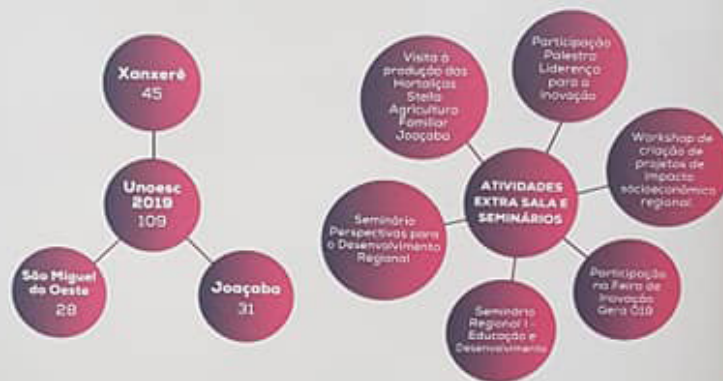 Xanxerê
45
Unoesc
2019
109
São Miguel
do Oeste
28
Joaçaba
31
Visita à
produção das
Hortaliças
Stella
Agricultura
Familiar
Joaçaba
Participação
Palestra
Liderença
para a
Inovação
Workshop de
criação de
projetos de
impacto
sócioeconômico
regional.
ATIVIDADES
EXTRA SALA E
SEMINÁRIOS
Seminário
Perspectivas para
o Desenvolvimento
Regional
Participação
na Feira de
Inovação
Gera
Seminário
Regional I -
Educação e
Desenvolvimento